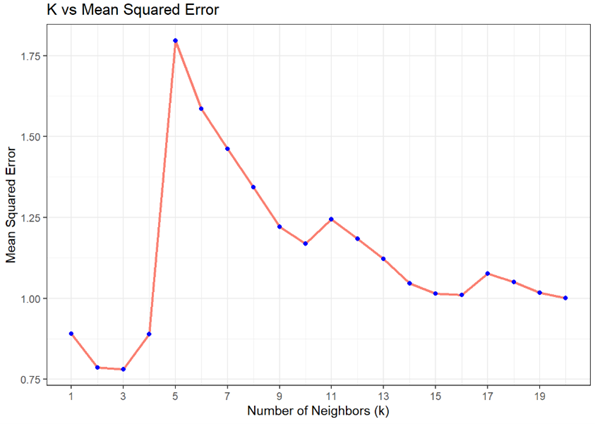 K vs Mean Squared Error
1.75
1.50
1.25
1.00
0.75
Mean Squared Error
1 3 5 7 9 11 13 15 17 19
Number of Neighbors (k)